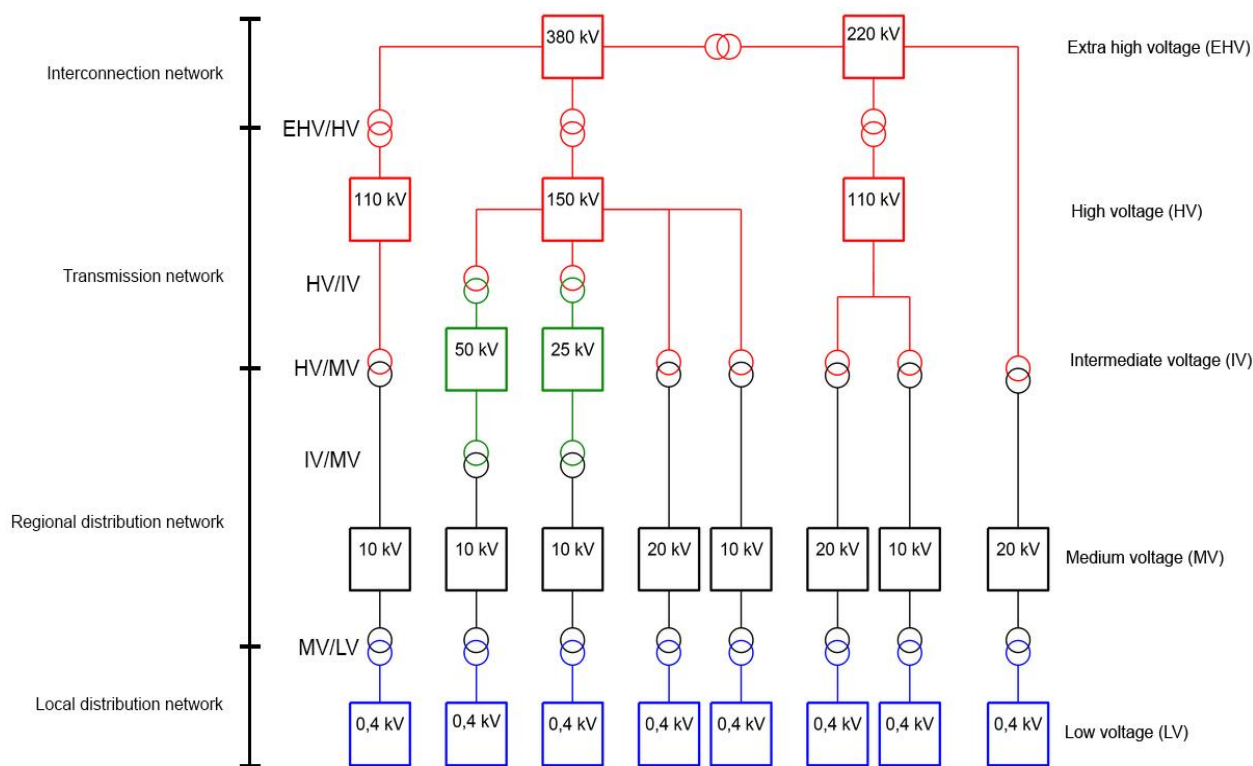 380 kV
220 kV
Extra high voltage (EHV)
Interconnection network
EHV/HV
110 kV
150 kV
110 kV
High voltage (HV)
Transmission network
HV/IV
50 kV
25 kV
HV/MV
Intermediate voltage (IV)
IV/MV
Regional distribution network
10 kV
10 kV
10 kV
20 kV
10 kV
20 kV
10 kV
20 kV
Medium voltage (MV)
MV/LV
Local distribution network
0,4 kV
0,4 kV
0,4 kV
0,4 kV
0,4 kV
0,4 kV
0,4 kV
0,4 kV
Low voltage (LV)